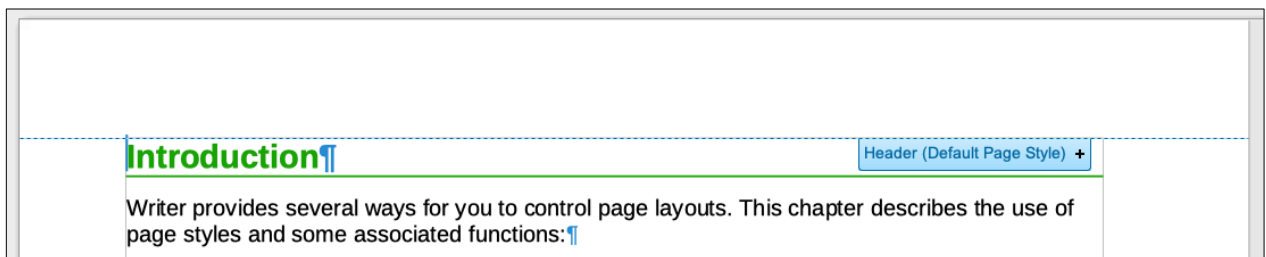 Introduction¶
Header (Default Page Style) +
Writer provides several ways for you to control page layouts. This chapter describes the use of
page styles and some associated functions:¶